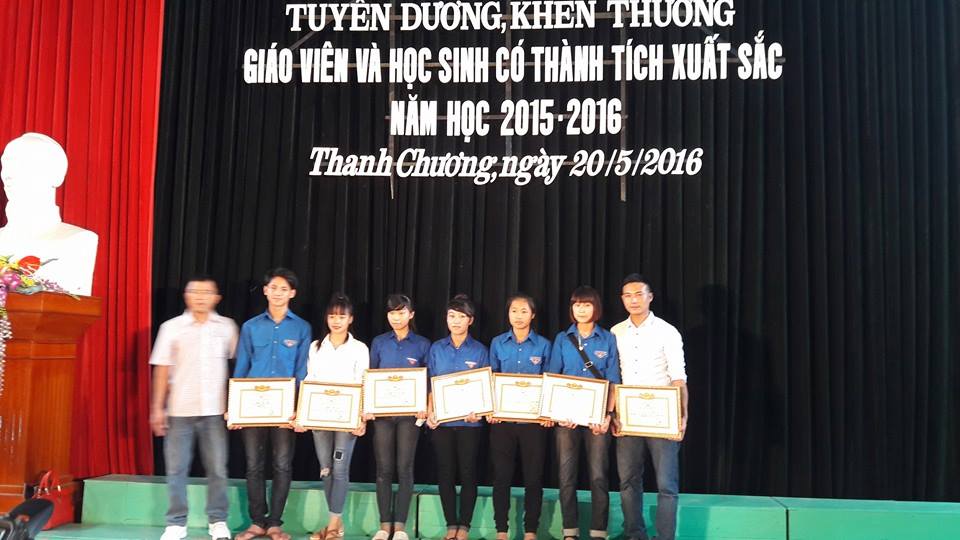 TUYÊN DƯƠNG, KHEN THƯỞNG
GIÁO VIÊN VÀ HỌC SINH CÓ THÀNH TÍCH XUẤT SẮC
NĂM HỌC 2015-2016
Thanh Chương, ngày 20/5/2016